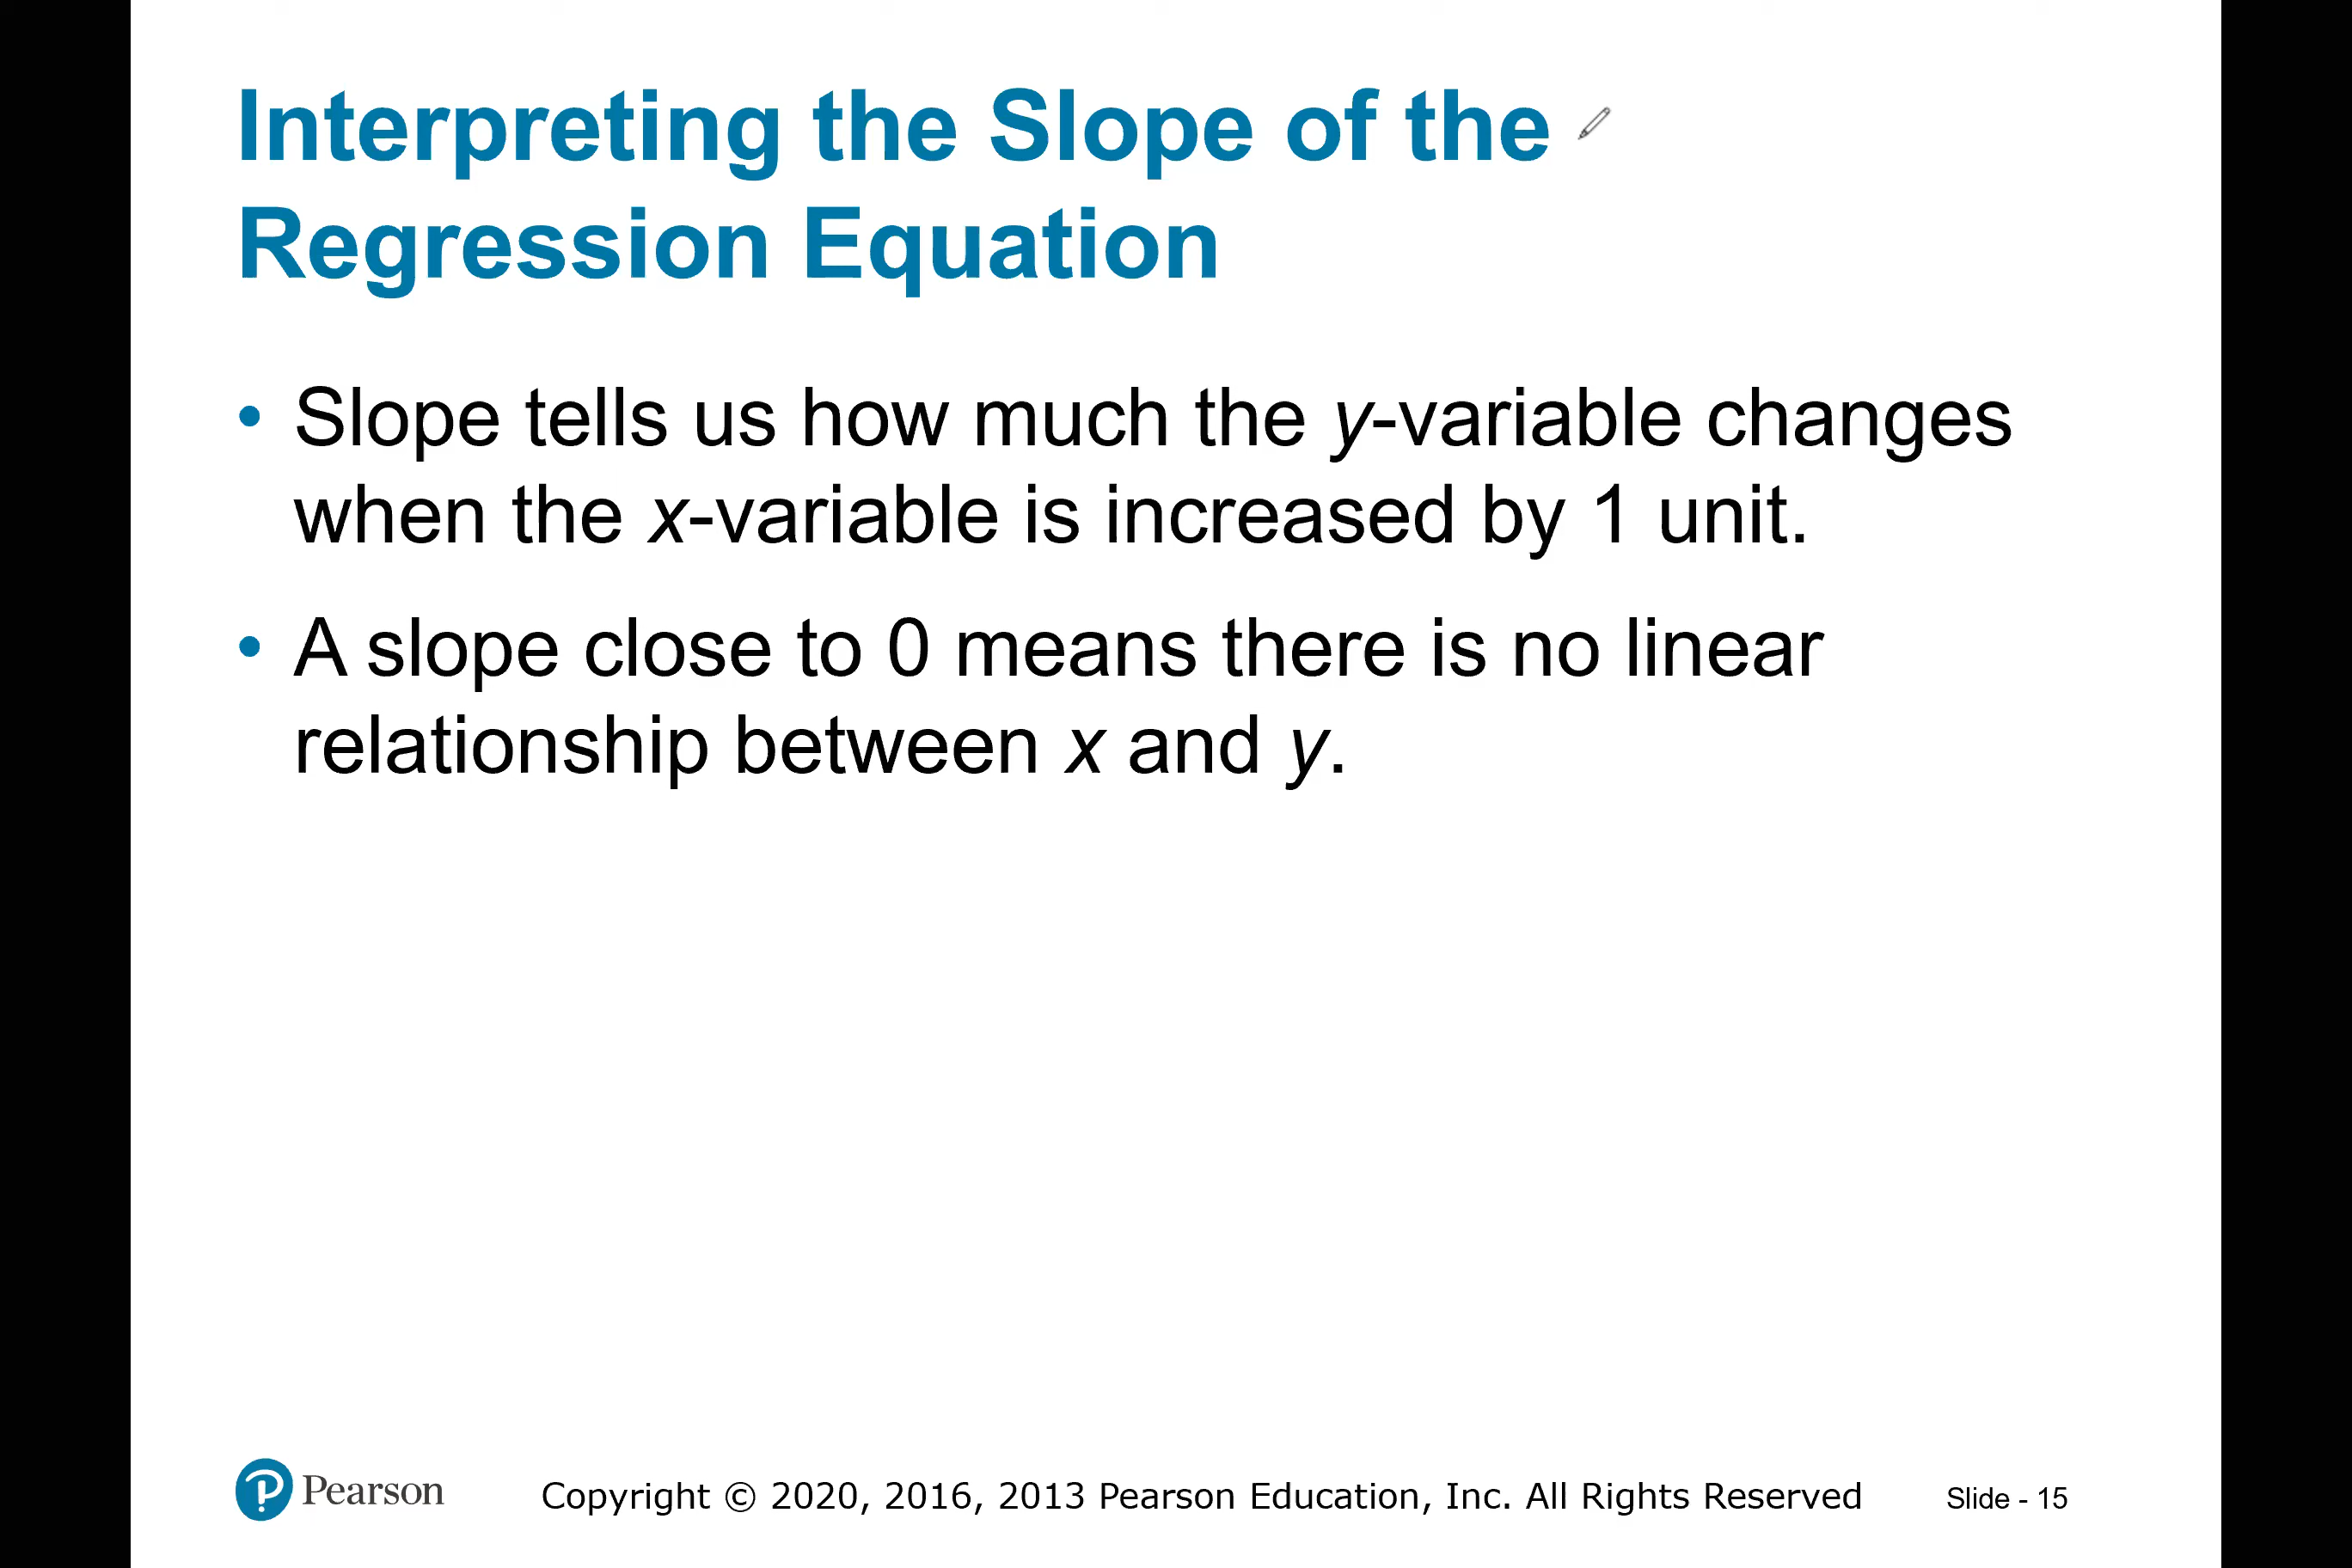 Interpreting the Slope of the
Regression Equation
• Slope tells us how much the y-variable changes
when the x-variable is increased by 1 unit.
• A slope close to 0 means there is no linear
relationship between x and y.
Pearson
Copyright © 2020, 2016, 2013 Pearson Education, Inc. All Rights Reserved
Slide - 15